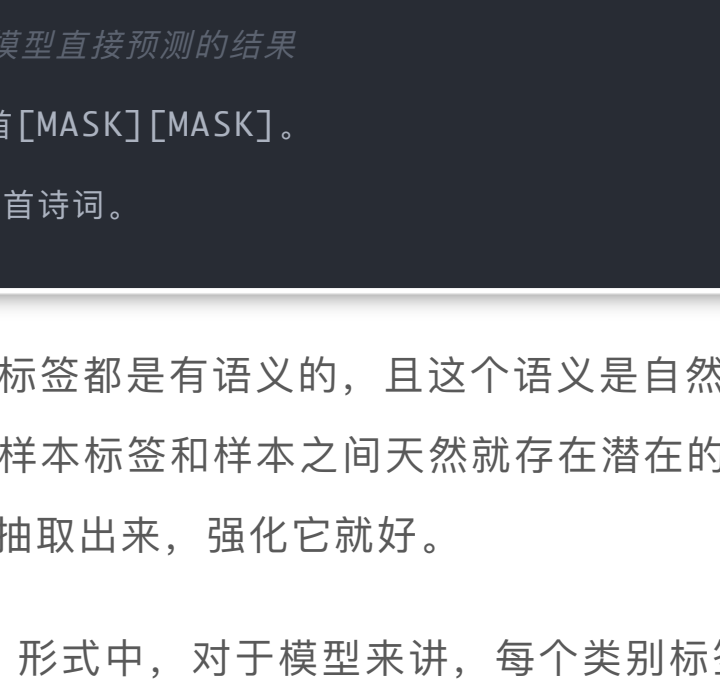 模型直接预测的结果
首[MASK][MASK]。
首诗词。
标签都是有语义的，且这个语义是自然
样本标签和样本之间天然就存在潜在的
抽取出来，强化它就好。
形式中，对于模型来讲，每个类别标签